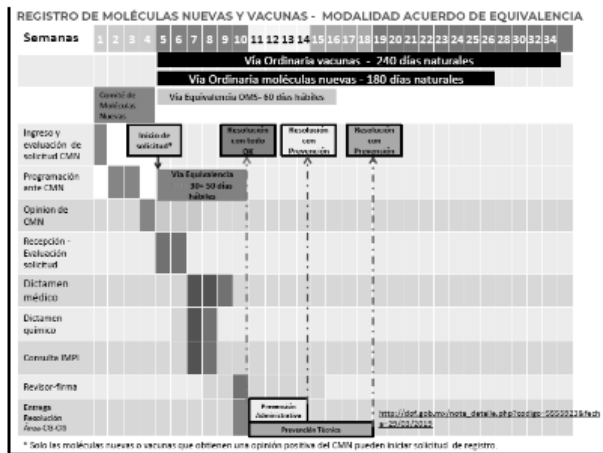 REGISTRO DE MOLÉCULAS NUEVAS Y VACUNAS - MODALIDAD ACUERDO DE EQUIVALENCIA
Semanas 1 2 3 4 5 6 7 8 9 10 11 12 13 14 15 16 17 18 19 20 21 22 23 24 25 26 28 30 32 34
Vía Ordinaria vacunas - 240 días naturales
Vía Ordinaria moléculas nuevas - 180 días naturales
Comité de
Moléculas
Nuevas
Vía Equivalencia OMS- 60 días hábiles
Ingreso y
evaluación de
solicitud CMN
Inicio de
solicitud*
Resolución
con todo
OK
Resolución
con
Prevención
Resolución
con
Prevención
Programación
ante CMN
Vía Equivalencia
30- 50 días
hábiles
Opinion de
CMN
Recepción -
Evaluación
solicitud
Dictamen
médico
Dictamen
químico
Consulta IMPI
Revisor-firma
Entrega
Resolución
Prevención
Administrativa
Prevención Técnica
* Solo las moléculas nuevas o vacunas que obtienen una opinión positiva del CMN pueden iniciar solicitud de registro.